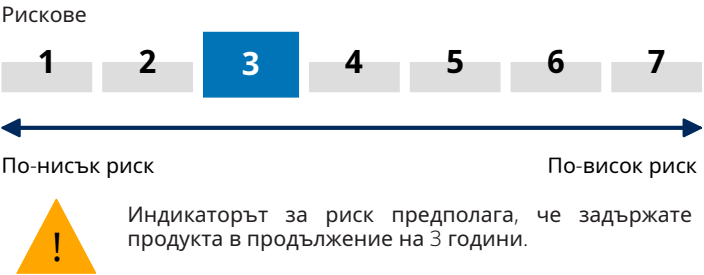 Рискове
1 2 3 4 5 6 7
По-нисък риск По-висок риск
! Индикаторът за риск предполага, че задържате
продукта в продължение на 3 години.